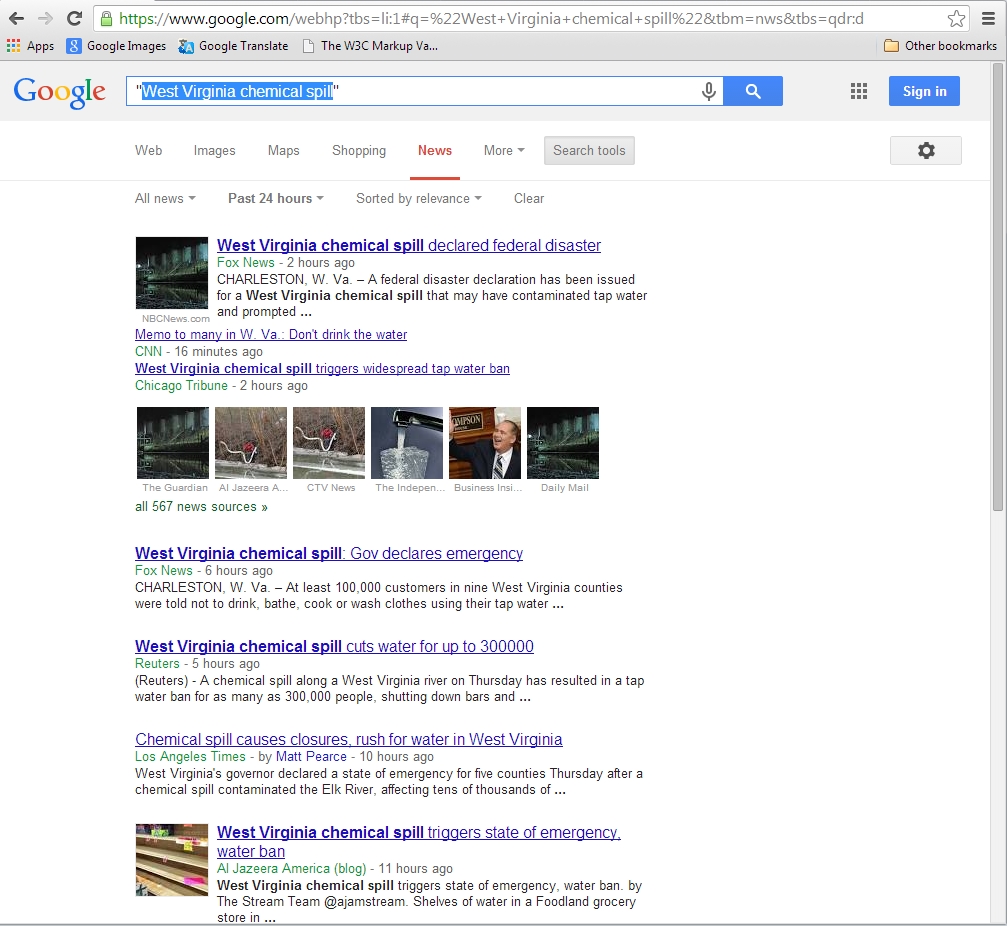 https://www.google.com/webhp?tbs=li:1#q=%22West+Virginia+chemical+spill%22&tbm=nws&tbs=qdr:d
Apps Google Images Google Translate The W3C Markup Va... Other bookmarks
Google "West Virginia chemical spill" Sign in
Web Images Maps Shopping News More Search tools
All news Past 24 hours Sorted by relevance Clear
West Virginia chemical spill declared federal disaster
Fox News - 2 hours ago
CHARLESTON, W. Va. – A federal disaster declaration has been issued
for a West Virginia chemical spill that may have contaminated tap water
and prompted ...
NBCNews.com
Memo to many in W. Va.: Don't drink the water
CNN - 16 minutes ago
West Virginia chemical spill triggers widespread tap water ban
Chicago Tribune - 2 hours ago
OMPSON
The Guardian Al Jazeera A... CTV News The Indepen... Business Insi... Daily Mail
all 567 news sources »
West Virginia chemical spill: Gov declares emergency
Fox News - 6 hours ago
CHARLESTON, W. Va. – At least 100,000 customers in nine West Virginia counties
were told not to drink, bathe, cook or wash clothes using their tap water ...
West Virginia chemical spill cuts water for up to 300000
Reuters - 5 hours ago
(Reuters) - A chemical spill along a West Virginia river on Thursday has resulted in a tap
water ban for as many as 300,000 people, shutting down bars and ...
Chemical spill causes closures, rush for water in West Virginia
Los Angeles Times - by Matt Pearce - 10 hours ago
West Virginia's governor declared a state of emergency for five counties Thursday after a
chemical spill contaminated the Elk River, affecting tens of thousands of ...
West Virginia chemical spill triggers state of emergency,
water ban
Al Jazeera America (blog) - 11 hours ago
West Virginia chemical spill triggers state of emergency, water ban. by
The Stream Team @ajamstream. Shelves of water in a Foodland grocery
store in ...